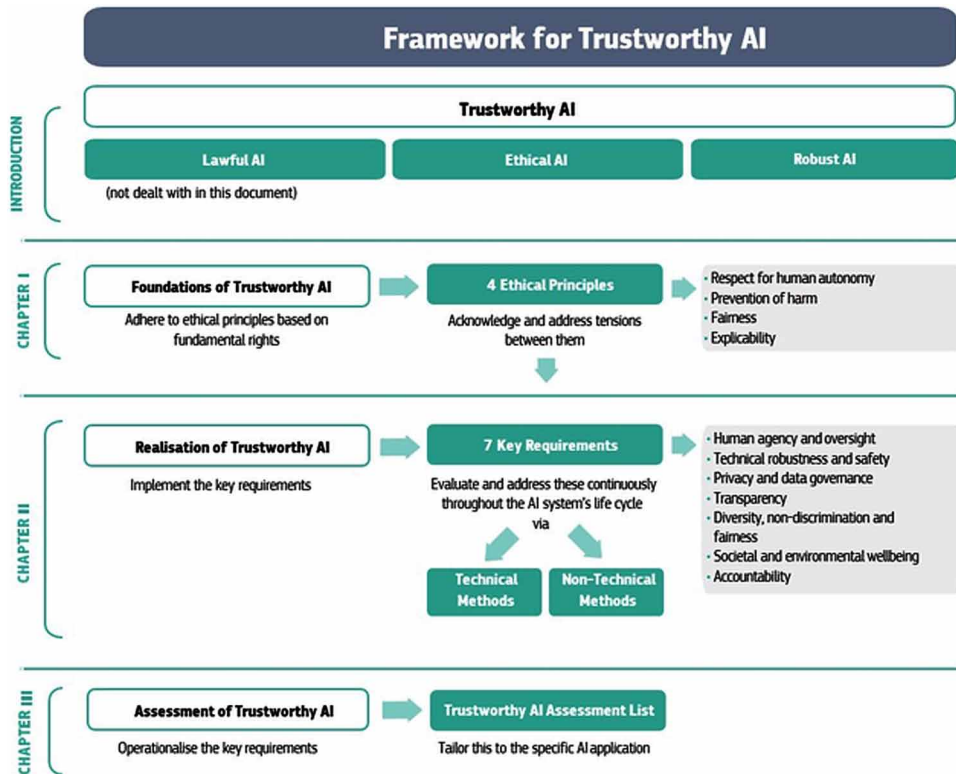 Framework for Trustworthy AI
INTRODUCTION
Trustworthy AI
Lawful AI
Ethical AI
Robust AI
(not dealt with in this document)
CHAPTER I
Foundations of Trustworthy AI
Adhere to ethical principles based on
fundamental rights
4 Ethical Principles
Acknowledge and address tensions
between them
· Respect for human autonomy
· Prevention of harm
· Fairness
· Explicability
CHAPTER II
Realisation of Trustworthy AI
Implement the key requirements
7 Key Requirements
Evaluate and address these continuously
throughout the AI system's life cycle
via
Technical
Methods
Non-Technical
Methods
· Human agency and oversight
· Technical robustness and safety
· Privacy and data governance
· Transparency
· Diversity, non-discrimination and
fairness
· Societal and environmental wellbeing
· Accountability
CHAPTER III
Assessment of Trustworthy AI
Operationalise the key requirements
Trustworthy AI Assessment List
Tailor this to the specific AI application